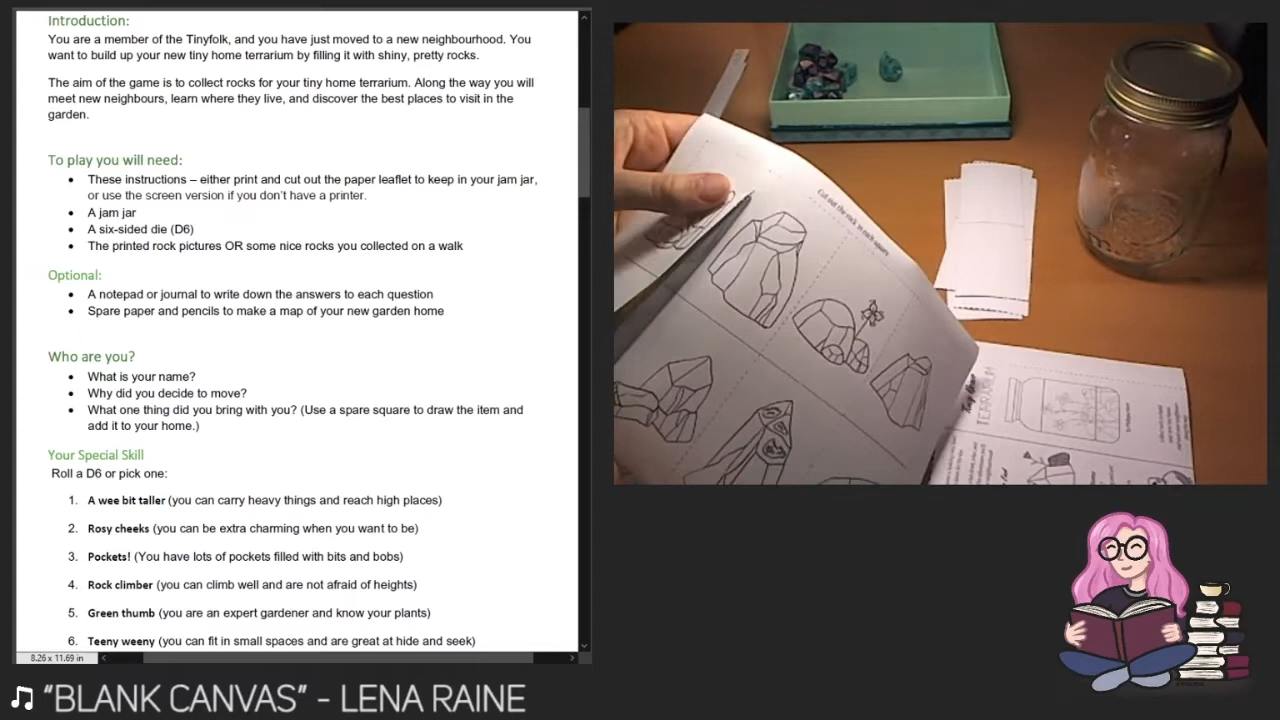 Introduction:
You are a member of the Tinyfolk, and you have just moved to a new neighbourhood. You
want to build up your new tiny home terrarium by filling it with shiny, pretty rocks.
The aim of the game is to collect rocks for your tiny home terrarium. Along the way you will
meet new neighbours, learn where they live, and discover the best places to visit in the
garden.
To play you will need:
• These instructions – either print and cut out the paper leaflet to keep in your jam jar,
or use the screen version if you don't have a printer.
• A jam jar
• A six-sided die (D6)
• The printed rock pictures OR some nice rocks you collected on a walk
Optional:
• A notepad or journal to write down the answers to each question
• Spare paper and pencils to make a map of your new garden home
Who are you?
• What is your name?
• Why did you decide to move?
• What one thing did you bring with you? (Use a spare square to draw the item and
add it to your home.)
Your Special Skill
Roll a D6 or pick one:
1. A wee bit taller (you can carry heavy things and reach high places)
2. Rosy cheeks (you can be extra charming when you want to be)
3. Pockets! (You have lots of pockets filled with bits and bobs)
4. Rock climber (you can climb well and are not afraid of heights)
5. Green thumb (you are an expert gardener and know your plants)
6. Teeny weeny (you can fit in small spaces and are great at hide and seek)
8.26 x 11.69 in
Cut out the rock in each square
TERRARIUM
♫ "BLANK CANVAS" - LENA RAINE